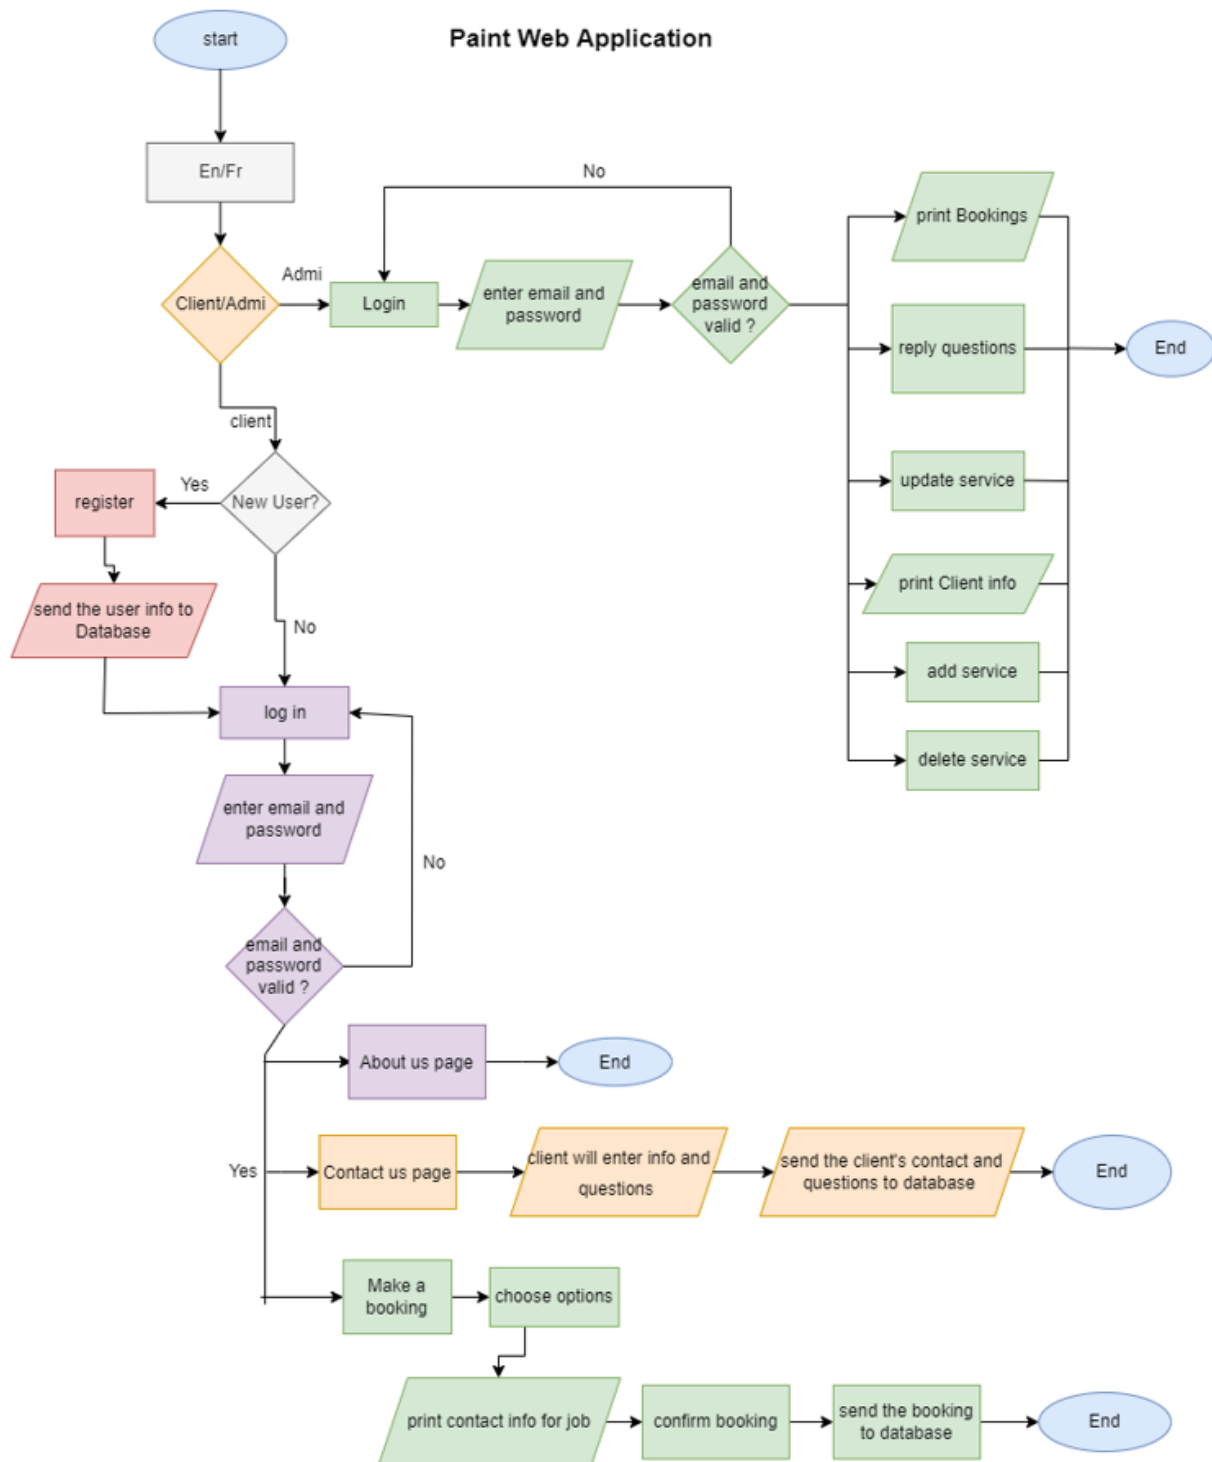 start
Paint Web Application
En/Fr
No
print Bookings
Client/Admi
Admi
Login
enter email and
password
email and
password
valid ?
reply questions
End
client
New User?
Yes
register
update service
send the user info to
Database
No
print Client info
add service
log in
delete service
enter email and
password
No
email and
password
valid ?
About us page
End
Yes
Contact us page
client will enter info and
questions
send the client's contact and
questions to database
End
Make a
booking
choose options
print contact info for job
confirm booking
send the booking
to database
End